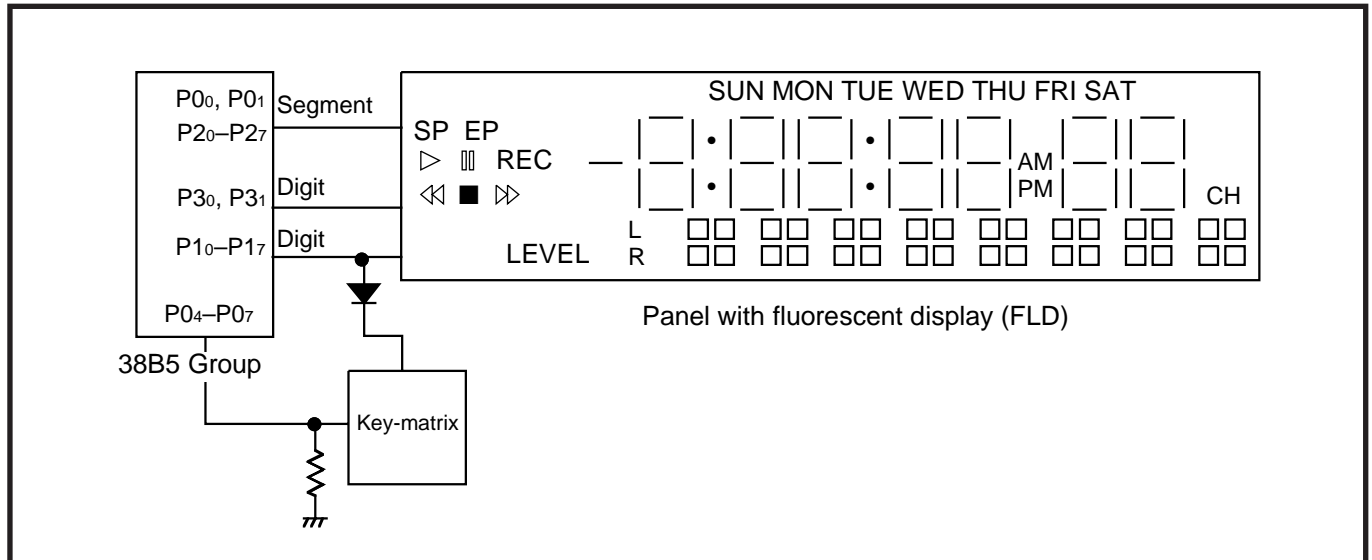 P0₀, P0₁
P2₀–P2₇
P3₀, P3₁
P1₀–P1₇
P0₄–P0₇
38B5 Group
Segment
Digit
Digit
Key-matrix
SUN MON TUE WED THU FRI SAT
SP EP
REC
AM
PM
CH
LEVEL
L
R
Panel with fluorescent display (FLD)